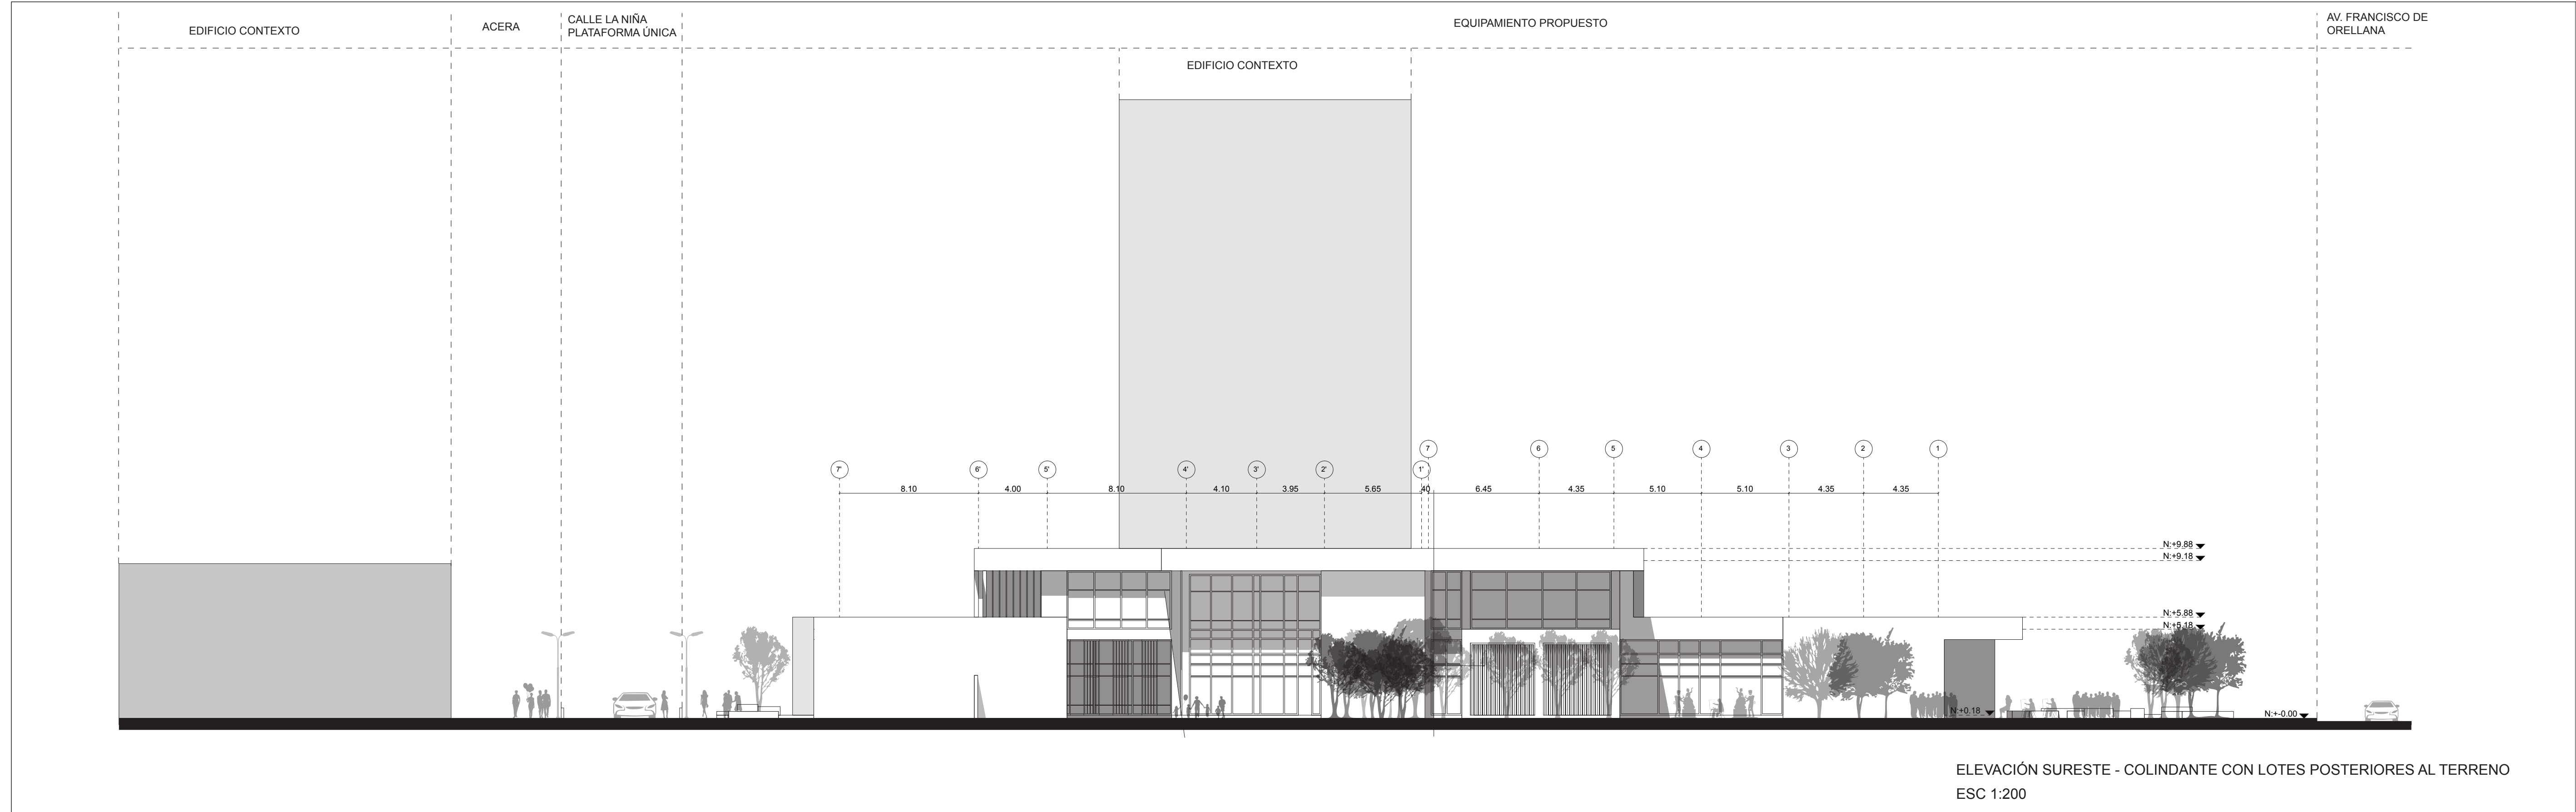 EDIFICIO CONTEXTO
ACERA
CALLE LA NIÑA
PLATAFORMA ÚNICA
EQUIPAMIENTO PROPUESTO
AV. FRANCISCO DE
ORELLANA
EDIFICIO CONTEXTO
7 6 5 4 3 2 1
7' 6' 5' 4' 3' 2' 1'
8.10 4.00 8.10 4.10 3.95 5.65 .40 6.45 4.35 5.10 5.10 4.35 4.35
N:+9.88
N:+9.18
N:+5.88
N:+5.18
N:+0.18
N:+-0.00
ELEVACIÓN SURESTE - COLINDANTE CON LOTES POSTERIORES AL TERRENO
ESC 1:200